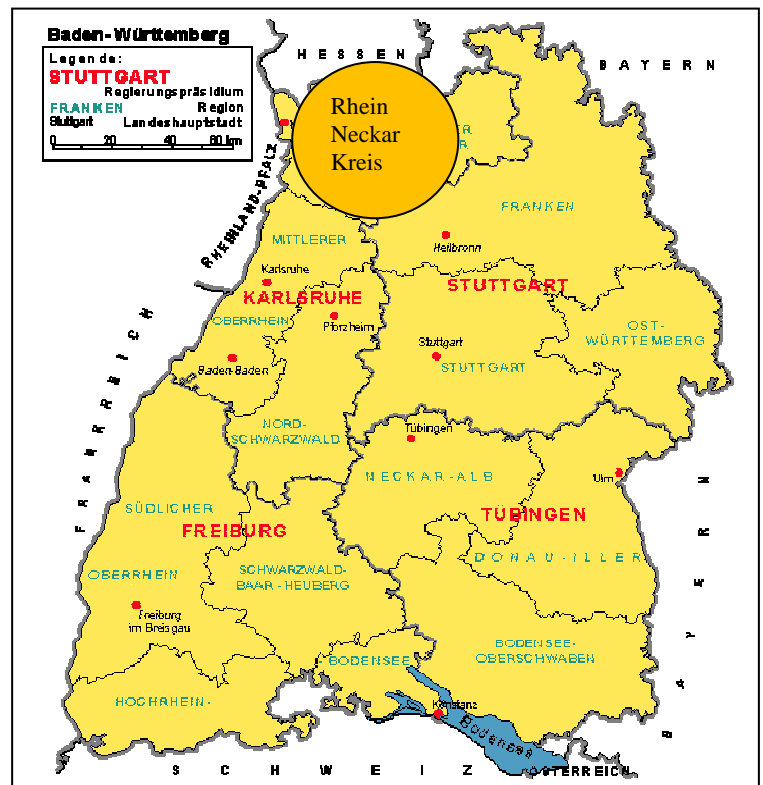 Baden-Württemberg
Legende:
STUTTGART
Regierungspräsidium
FRANKEN Region
Stuttgart Landeshauptstadt
0 20 40 60 km
HESSEN
BAYERN
Rhein
Neckar
Kreis
RHEINLAND-PFALZ
FRANKEN
MITTLERER
Heilbronn
Karlsruhe
KARLSRUHE
STUTTGART
OBERRHEIN
Pforzheim
OST-
WÜRTTEMBERG
Stuttgart
Baden-Baden
STUTTGART
FRANKREICH
NORD-
SCHWARZWALD
Tübingen
NECKAR-ALB
Ulm
SÜDLICHER
TÜBINGEN
FREIBURG
DONAU-ILLER
SCHWARZWALD-
BAAR-HEUBERG
OBERRHEIN
BAYERN
Freiburg
im Breisgau
BODENSEE-
OBERSCHWABEN
-BODENSEE
HOCHRHEIN-
Konstanz
Bodensee
SCHWEIZ
ÖSTERREICH